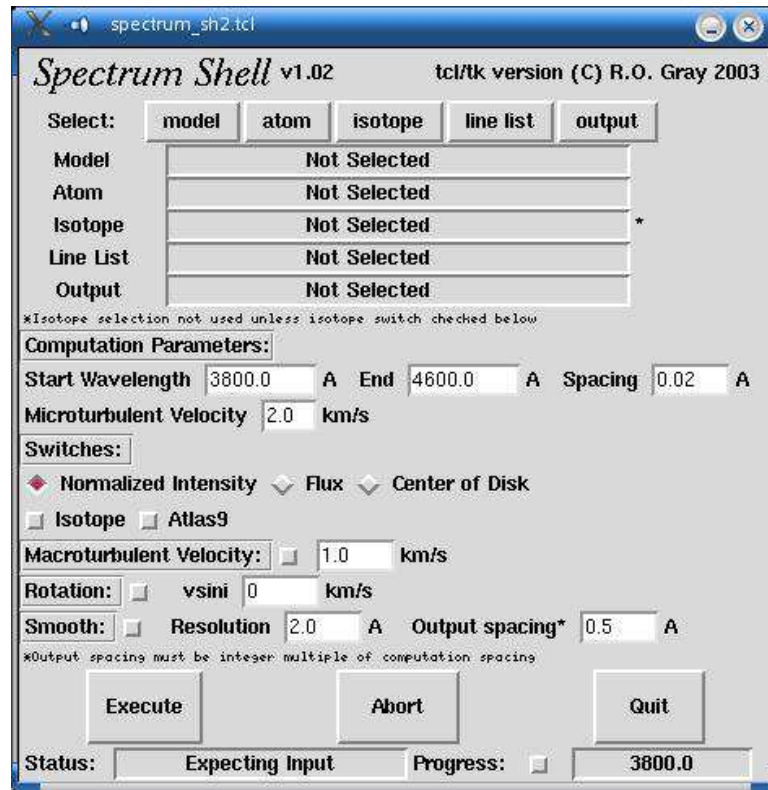 spectrum_sh2.tcl
Spectrum Shell v1.02 tcl/tk version (C) R.O. Gray 2003
Select: model atom isotope line list output
Model Not Selected
Atom Not Selected
Isotope Not Selected *
Line List Not Selected
Output Not Selected
*Isotope selection not used unless isotope switch checked below
Computation Parameters:
Start Wavelength 3800.0 A End 4600.0 A Spacing 0.02 A
Microturbulent Velocity 2.0 km/s
Switches:
Normalized Intensity Flux Center of Disk
Isotope Atlas9
Macroturbulent Velocity: 1.0 km/s
Rotation: vsini 0 km/s
Smooth: Resolution 2.0 A Output spacing* 0.5 A
*Output spacing must be integer multiple of computation spacing
Execute Abort Quit
Status: Expecting Input Progress: 3800.0